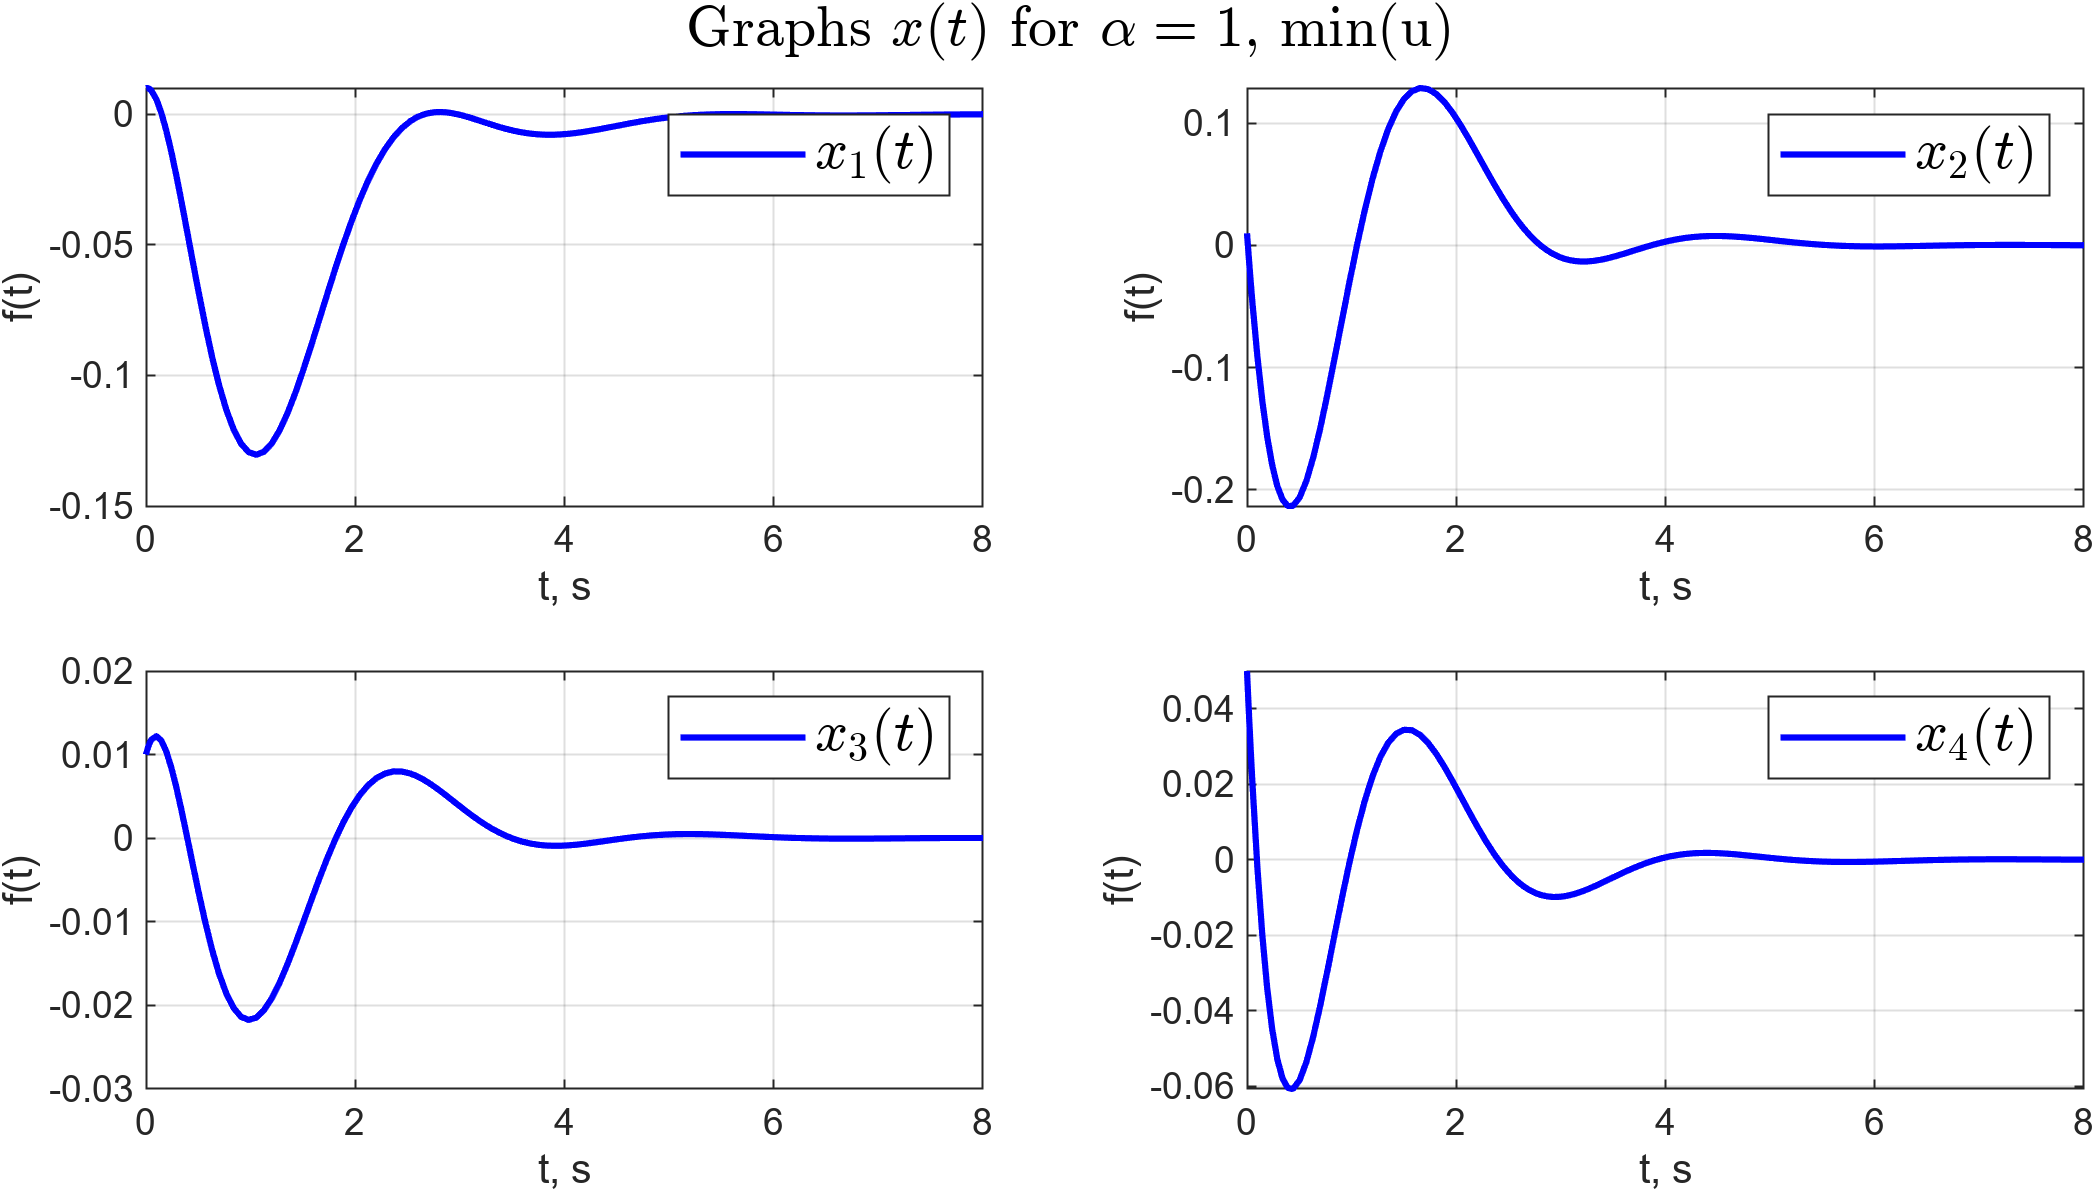 Graphs x(t) for α = 1, min(u)
0
-0.05
-0.1
-0.15
f(t)
x₁(t)
0 2 4 6 8
t, s
0.1
0
-0.1
-0.2
f(t)
x₂(t)
0 2 4 6 8
t, s
0.02
0.01
0
-0.01
-0.02
-0.03
f(t)
x₃(t)
0 2 4 6 8
t, s
0.04
0.02
0
-0.02
-0.04
-0.06
f(t)
x₄(t)
0 2 4 6 8
t, s